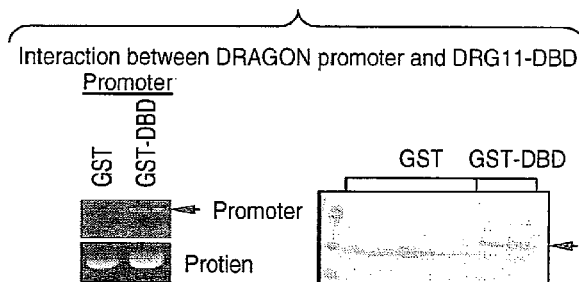 Interaction between DRAGON promoter and DRG11-DBD
Promoter
GST
GST-DBD
Promoter
Protien
GST
GST-DBD